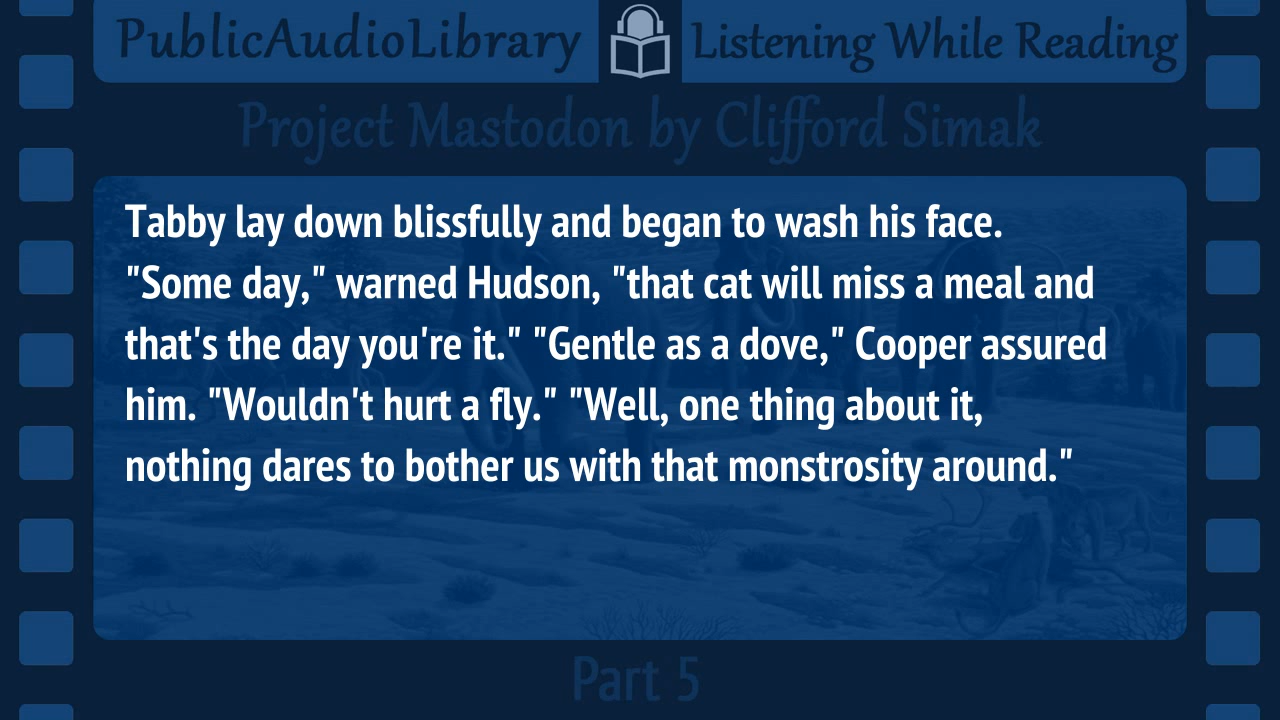 PublicAudioLibrary Listening While Reading
Project Mastodon by Clifford Simak
Tabby lay down blissfully and began to wash his face.
"Some day," warned Hudson, "that cat will miss a meal and
that's the day you're it." "Gentle as a dove," Cooper assured
him. "Wouldn't hurt a fly." "Well, one thing about it,
nothing dares to bother us with that monstrosity around."
Part 5